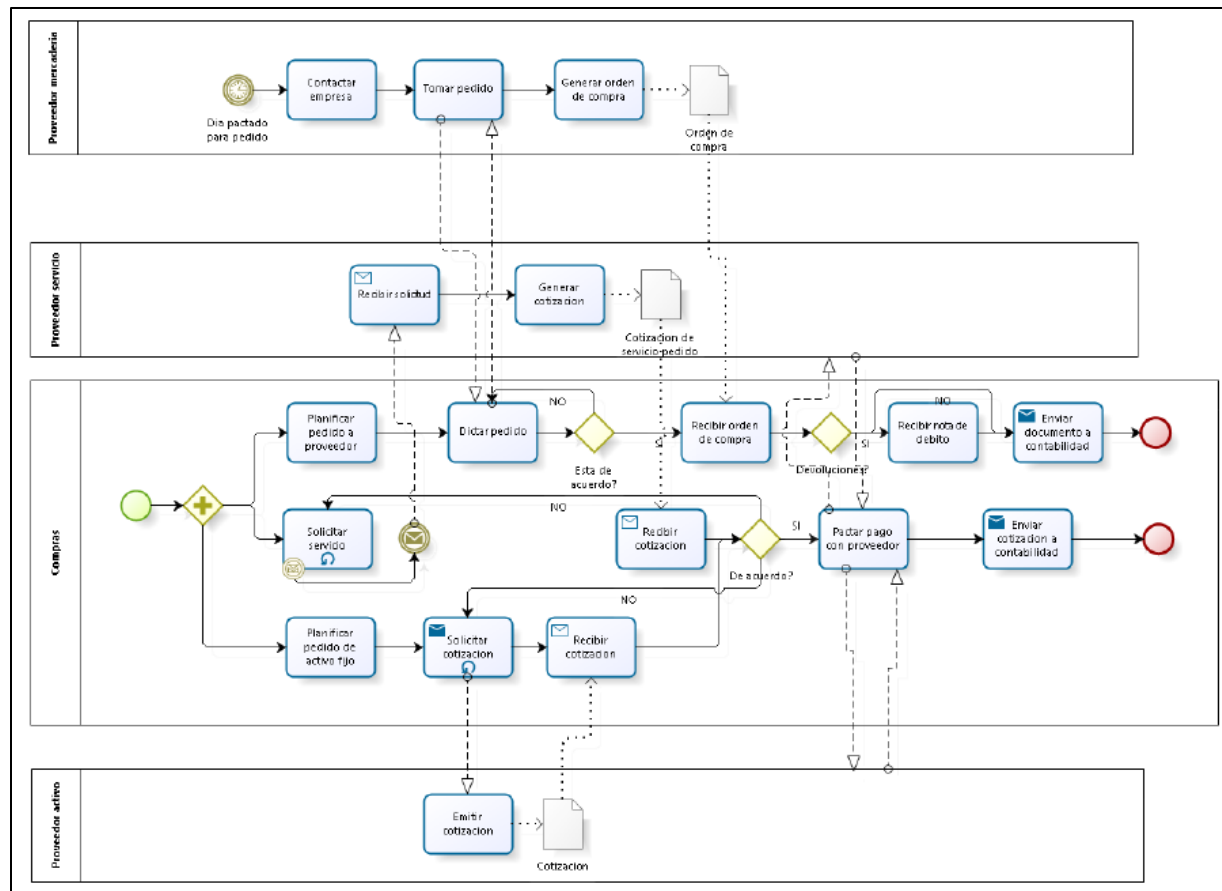 Proveedor mercaderia
Contactar
empresa
Tomar pedido
Generar orden
de compra
Dia pactado
para pedido
Orden de
compra
Proveedor servicio
Recibir solicitud
Generar
cotizacion
Cotizacion de
servicio-pedido
Compras
Planificar
pedido a
proveedor
Dictar pedido
NO
Esta de
acuerdo?
SI
Recibir orden
de compra
Devoluciones?
SI
NO
Recibir nota de
debito
Enviar
documento a
contabilidad
Solicitar
servicio
NO
Recibir
cotizacion
De acuerdo?
SI
Pactar pago
con proveedor
Enviar
cotizacion a
contabilidad
NO
Planificar
pedido de
activo fijo
Solicitar
cotizacion
Recibir
cotizacion
Proveedor activo
Emitir
cotizacion
Cotizacion